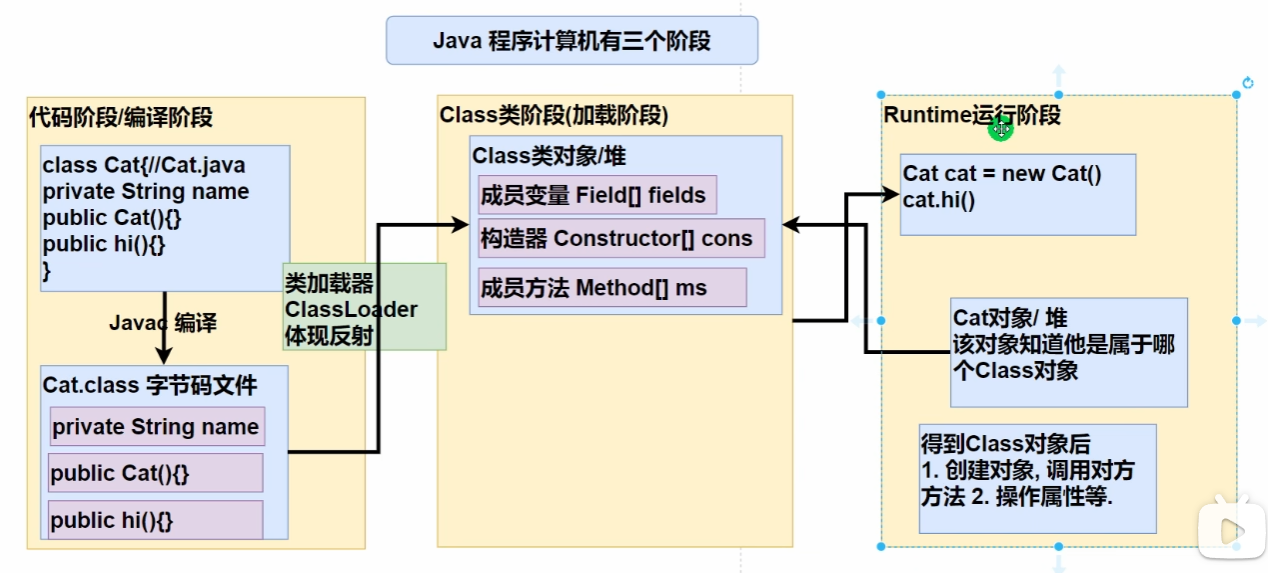 Java 程序计算机有三个阶段
代码阶段/编译阶段
class Cat{//Cat.java
private String name
public Cat(){}
public hi(){}
}
Javac 编译
Cat.class 字节码文件
private String name
public Cat(){}
public hi(){}
类加载器
ClassLoader
体现反射
Class类阶段(加载阶段)
Class类对象/堆
成员变量 Field[] fields
构造器 Constructor[] cons
成员方法 Method[] ms
Runtime运行阶段
Cat cat = new Cat()
cat.hi()
Cat对象/ 堆
该对象知道他是属于哪
个Class对象
得到Class对象后
1. 创建对象, 调用对方
方法 2. 操作属性等.